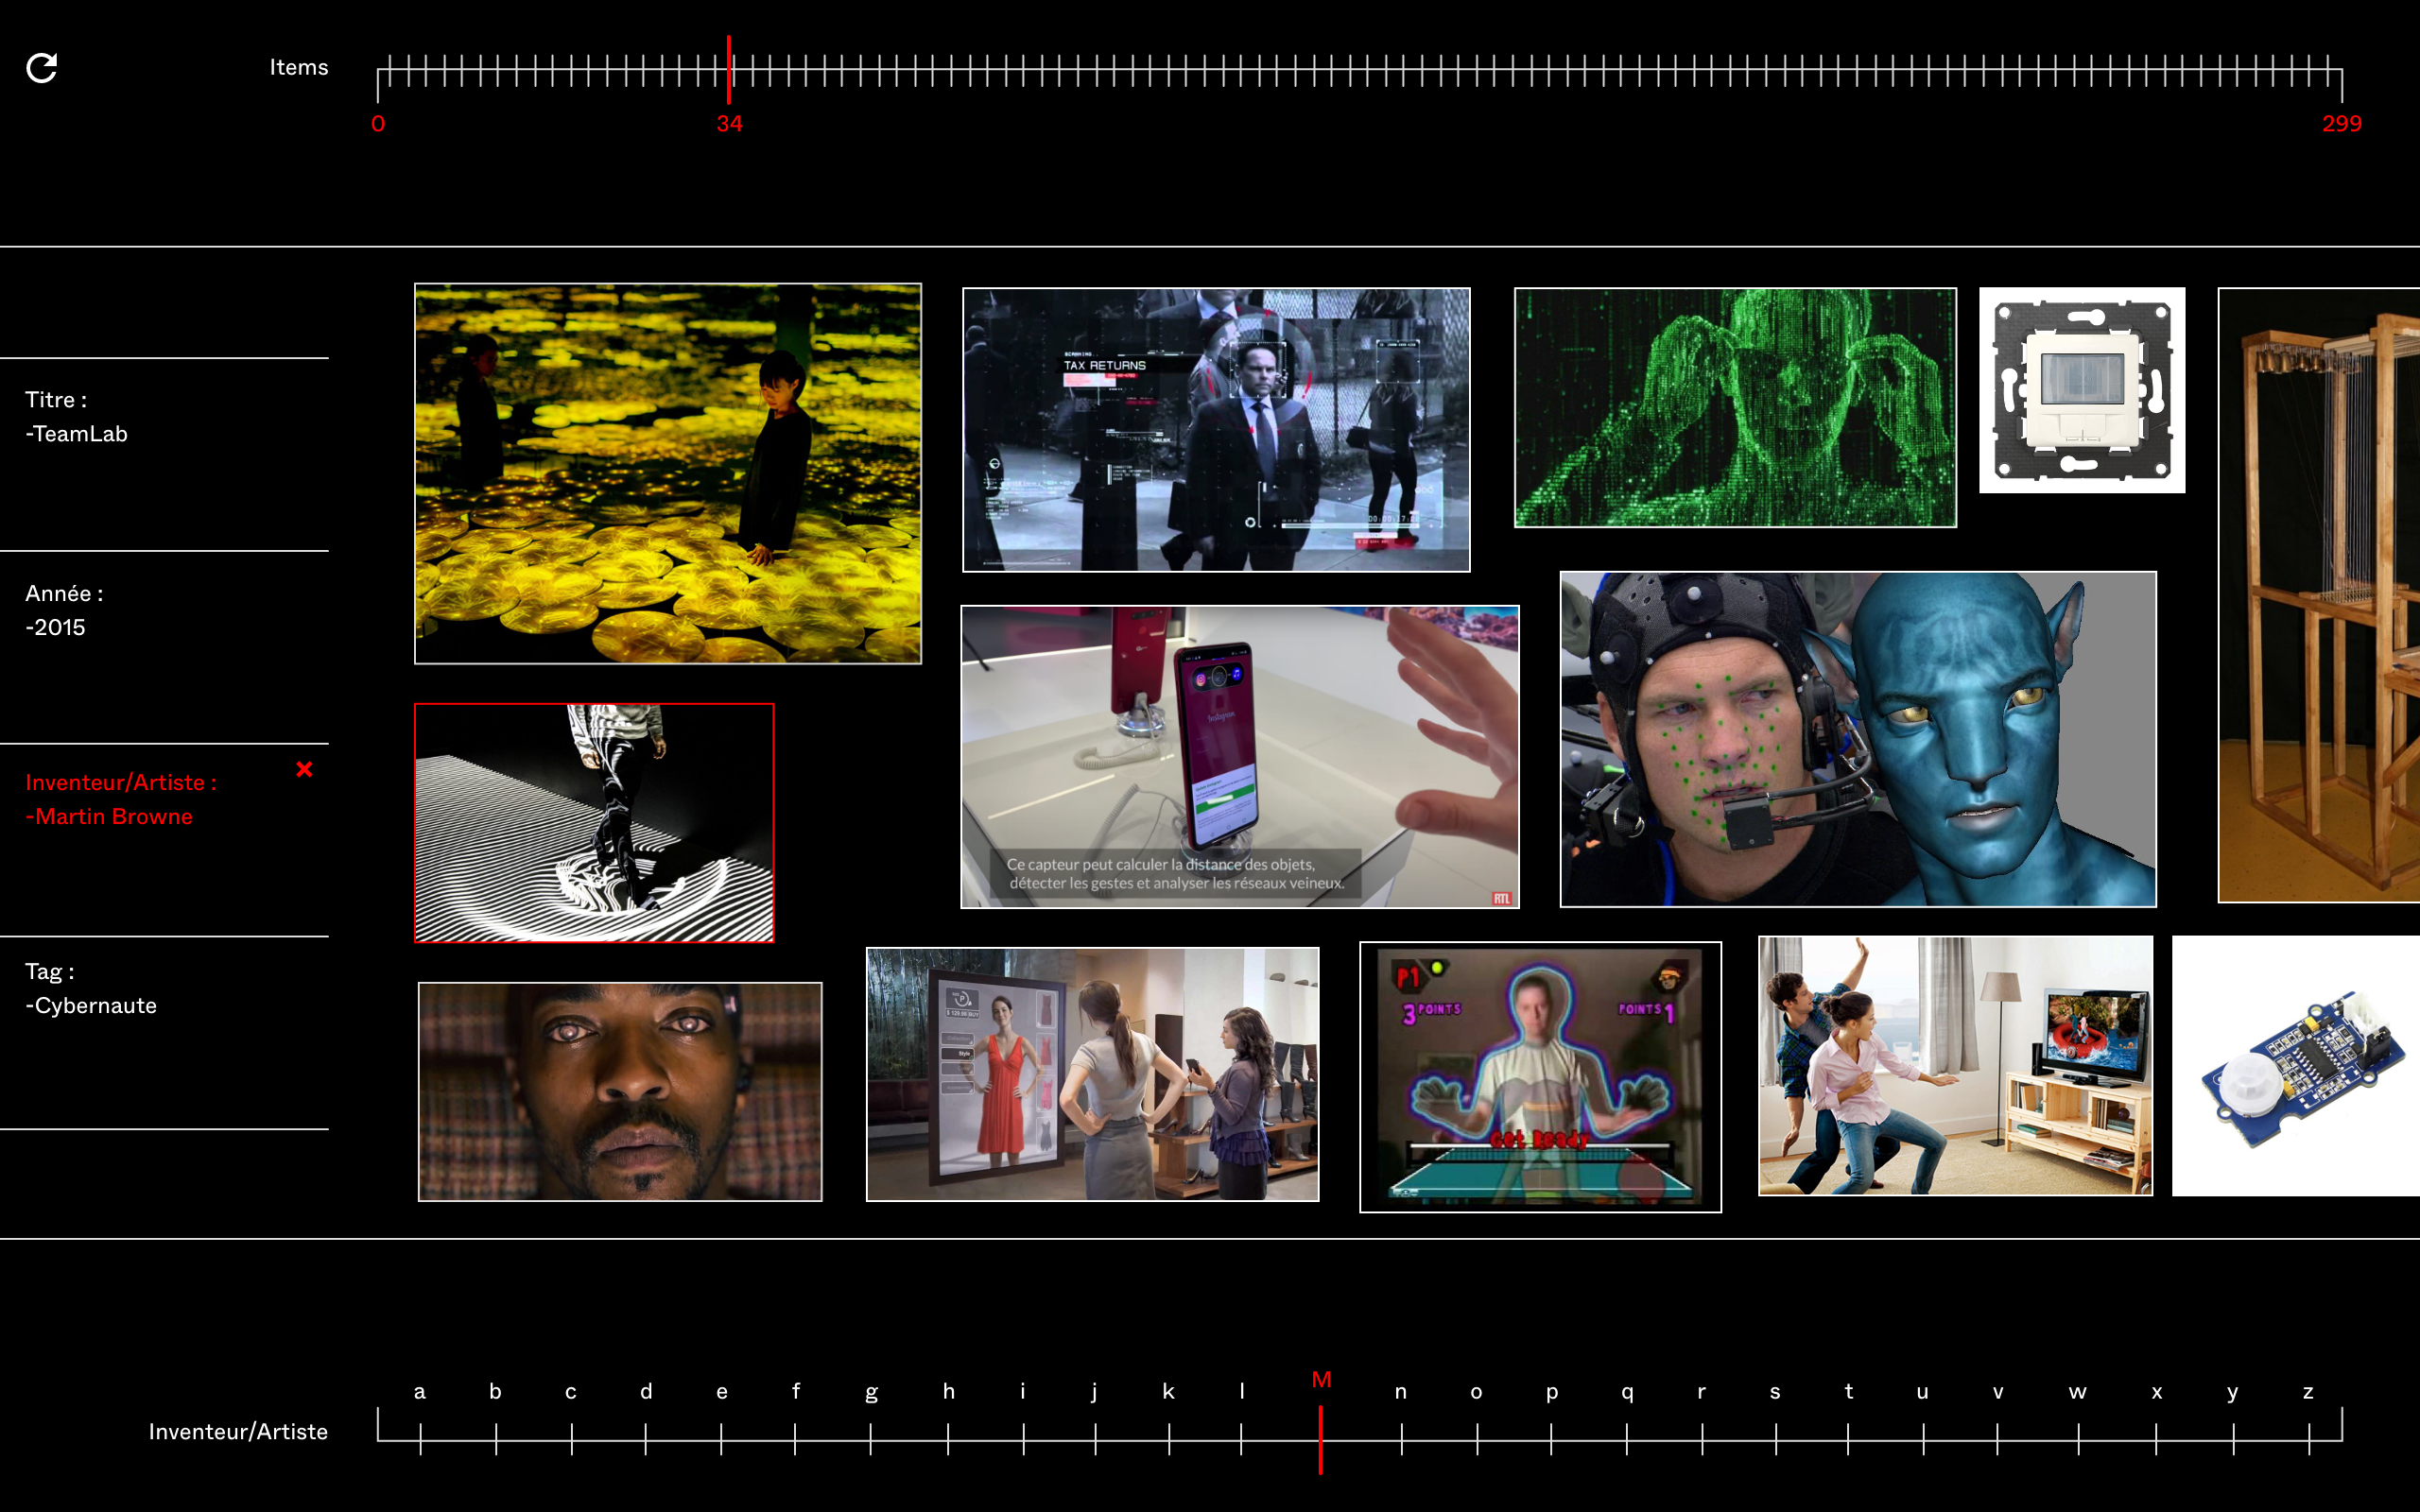 Items
0
34
299
Titre :
-TeamLab
Année :
-2015
Inventeur/Artiste :
-Martin Browne
Tag :
-Cybernaute
TAX RETURNS
Instagram
Ce capteur peut calculer la distance des objets,
détecter les gestes et analyser les réseaux veineux.
RTL
Style
P1
3 POINTS
POINTS 1
Get Ready
M
a b c d e f g h i j k l n o p q r s t u v w x y z
Inventeur/Artiste